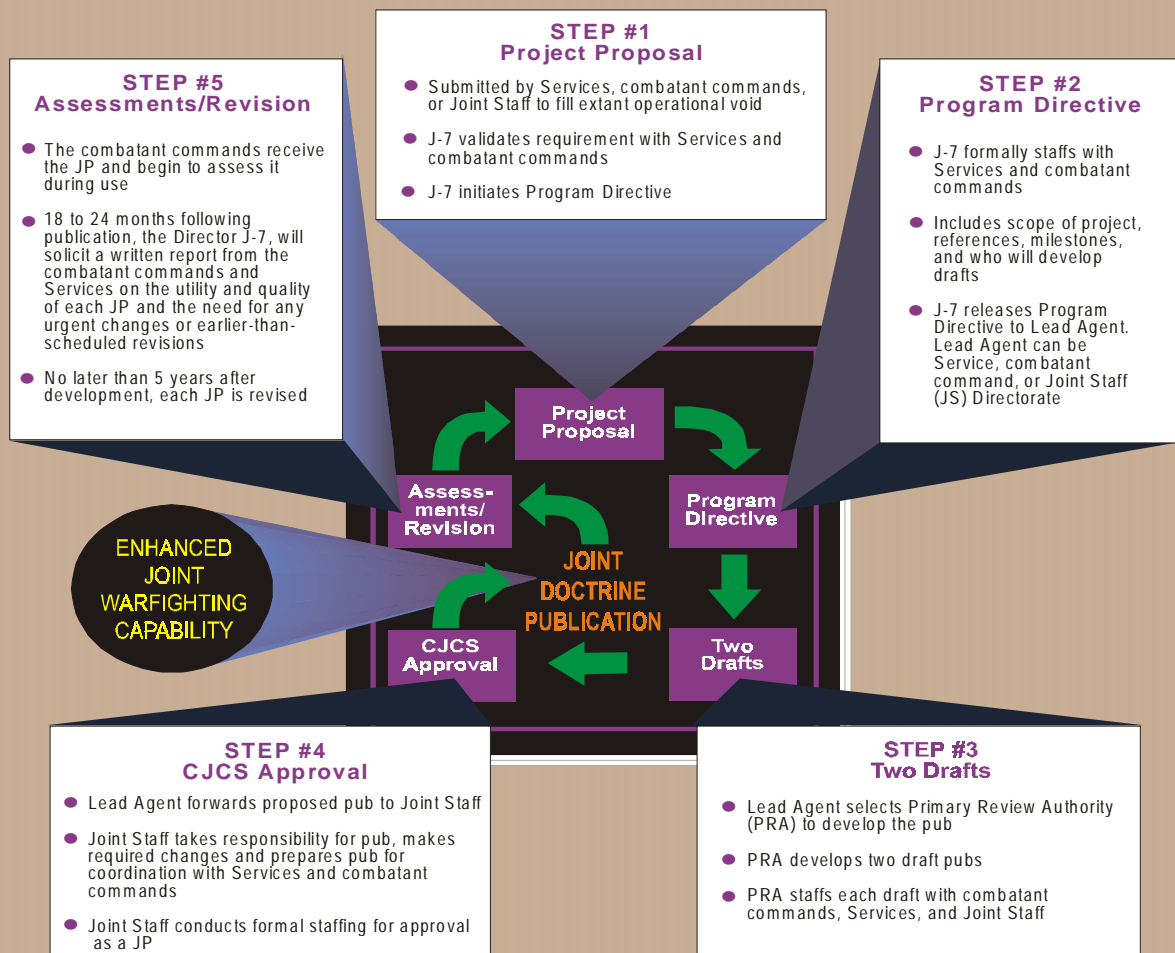 STEP #1
Project Proposal
Submitted by Services, combatant commands,
or Joint Staff to fill extant operational void
J-7 validates requirement with Services and
combatant commands
J-7 initiates Program Directive
STEP #5
Assessments/Revision
The combatant commands receive
the JP and begin to assess it
during use
18 to 24 months following
publication, the Director J-7, will
solicit a written report from the
combatant commands and
Services on the utility and quality
of each JP and the need for any
urgent changes or earlier-than-
scheduled revisions
No later than 5 years after
development, each JP is revised
STEP #2
Program Directive
J-7 formally staffs with
Services and combatant
commands
Includes scope of project,
references, milestones,
and who will develop
drafts
J-7 releases Program
Directive to Lead Agent.
Lead Agent can be
Service, combatant
command, or Joint Staff
(JS) Directorate
Project
Proposal
Assess-
ments/
Revision
Program
Directive
ENHANCED
JOINT
WARFIGHTING
CAPABILITY
JOINT
DOCTRINE
PUBLICATION
CJCS
Approval
Two
Drafts
STEP #4
CJCS Approval
Lead Agent forwards proposed pub to Joint Staff
Joint Staff takes responsibility for pub, makes
required changes and prepares pub for
coordination with Services and combatant
commands
Joint Staff conducts formal staffing for approval
as a JP
STEP #3
Two Drafts
Lead Agent selects Primary Review Authority
(PRA) to develop the pub
PRA develops two draft pubs
PRA staffs each draft with combatant
commands, Services, and Joint Staff